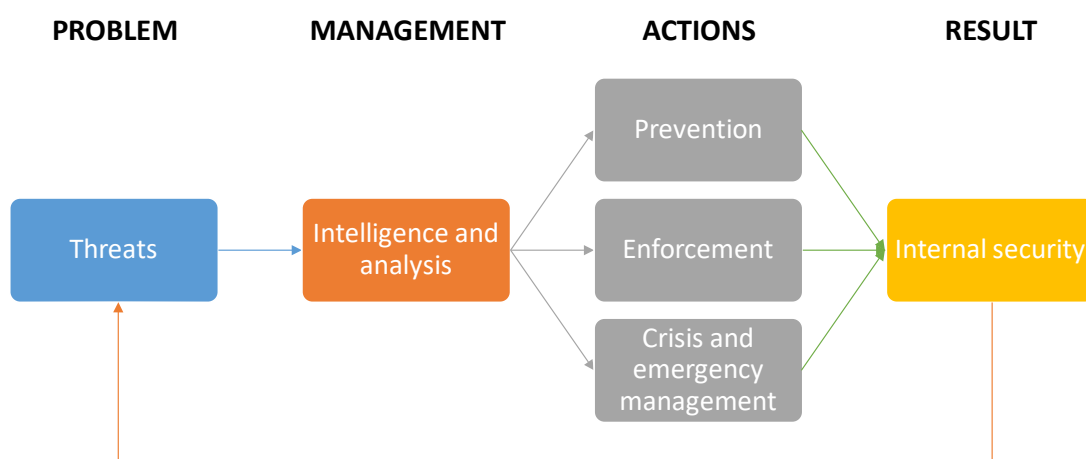 PROBLEM
MANAGEMENT
ACTIONS
RESULT
Threats
Intelligence and
analysis
Prevention
Enforcement
Crisis and
emergency
management
Internal security